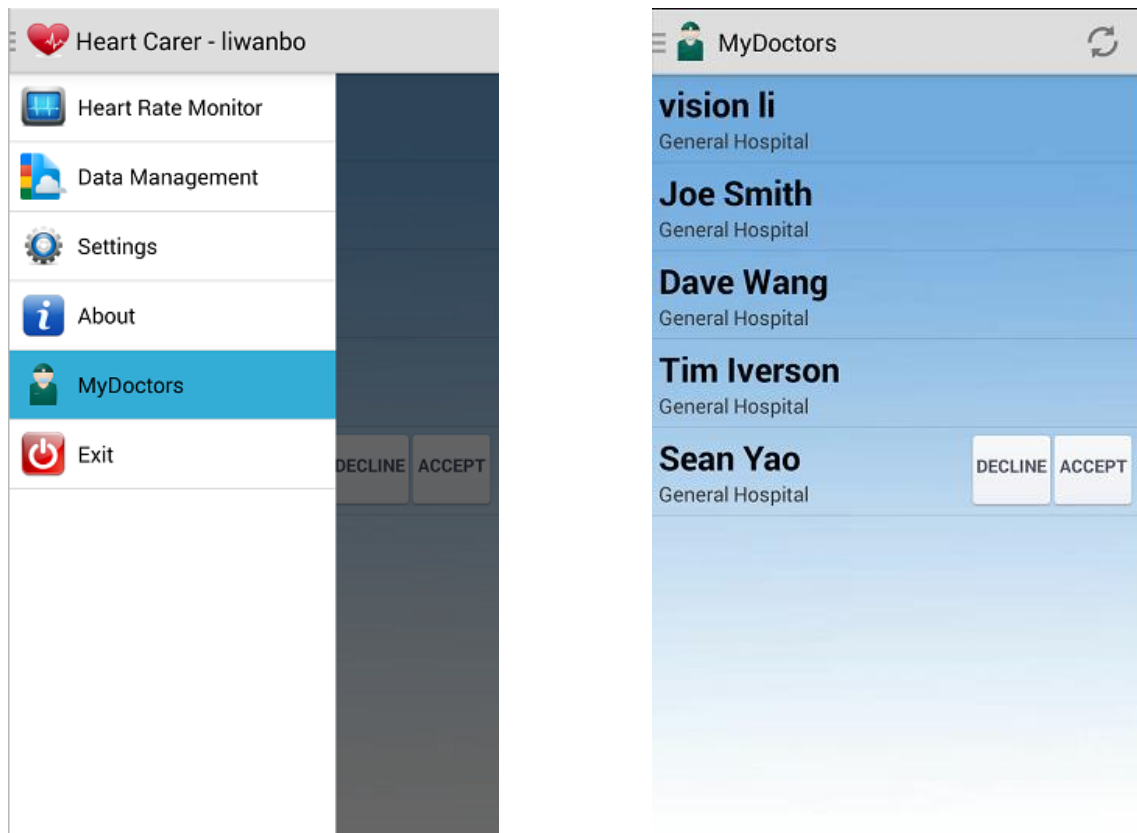 Heart Carer - liwanbo
Heart Rate Monitor
Data Management
Settings
About
MyDoctors
Exit
DECLINE ACCEPT
MyDoctors
vision li
General Hospital
Joe Smith
General Hospital
Dave Wang
General Hospital
Tim Iverson
General Hospital
Sean Yao
General Hospital
DECLINE ACCEPT